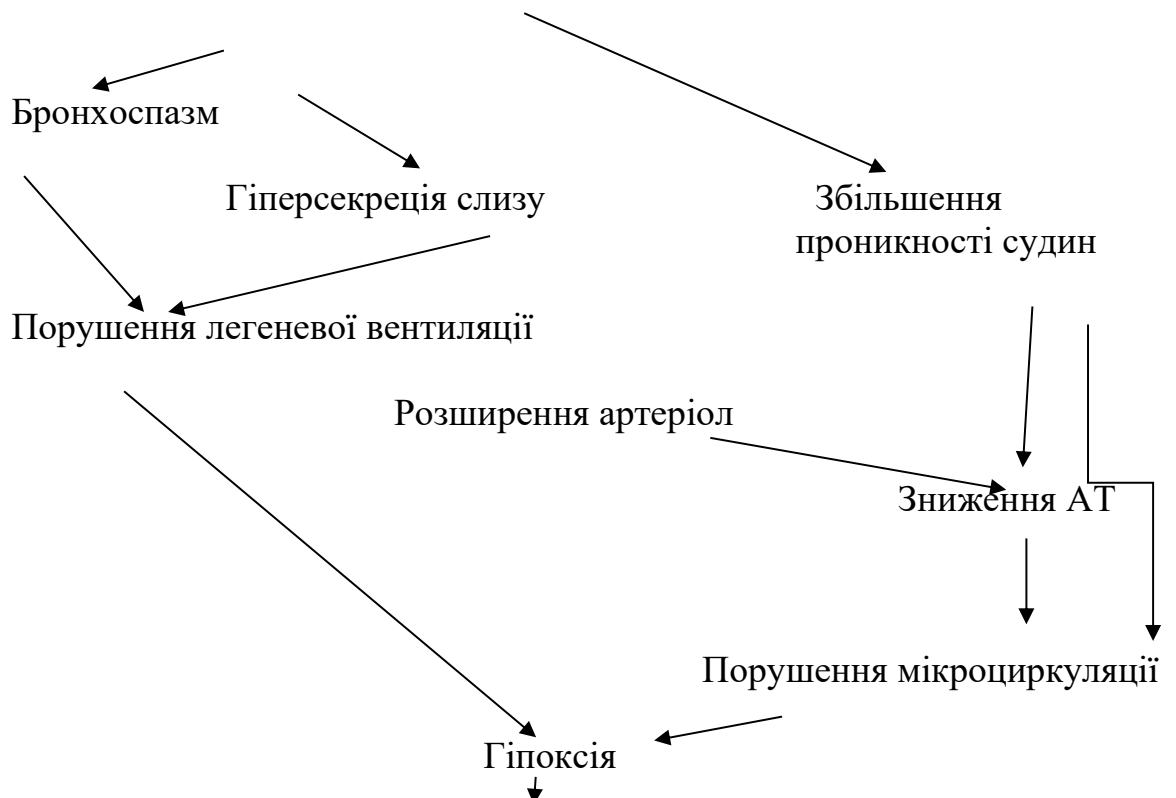 Бронхоспазм
Гіперсекреція слизу
Збільшення
проникності судин
Порушення легеневої вентиляції
Розширення артеріол
Зниження АТ
Порушення мікроциркуляції
Гіпоксія